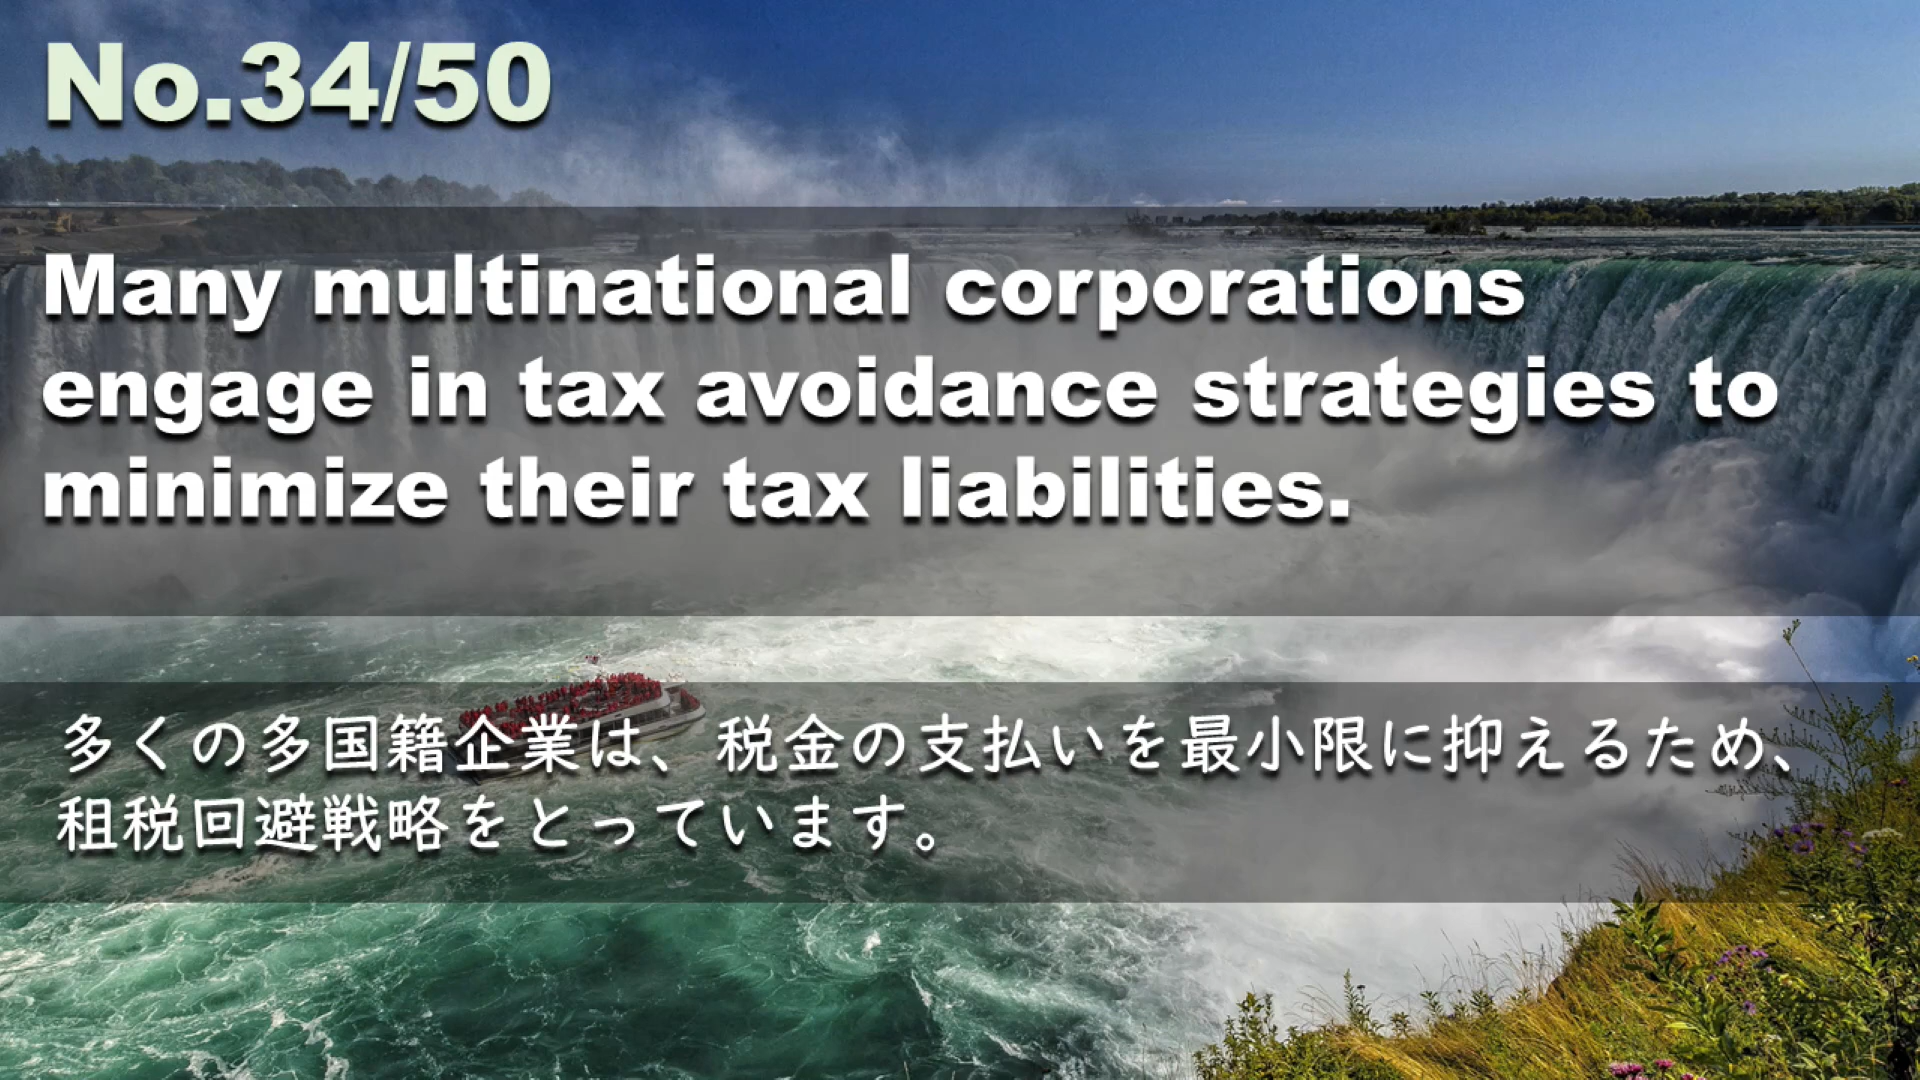 No.34/50
Many multinational corporations
engage in tax avoidance strategies to
minimize their tax liabilities.
多くの多国籍企業は、税金の支払いを最小限に抑えるため、
租税回避戦略をとっています。